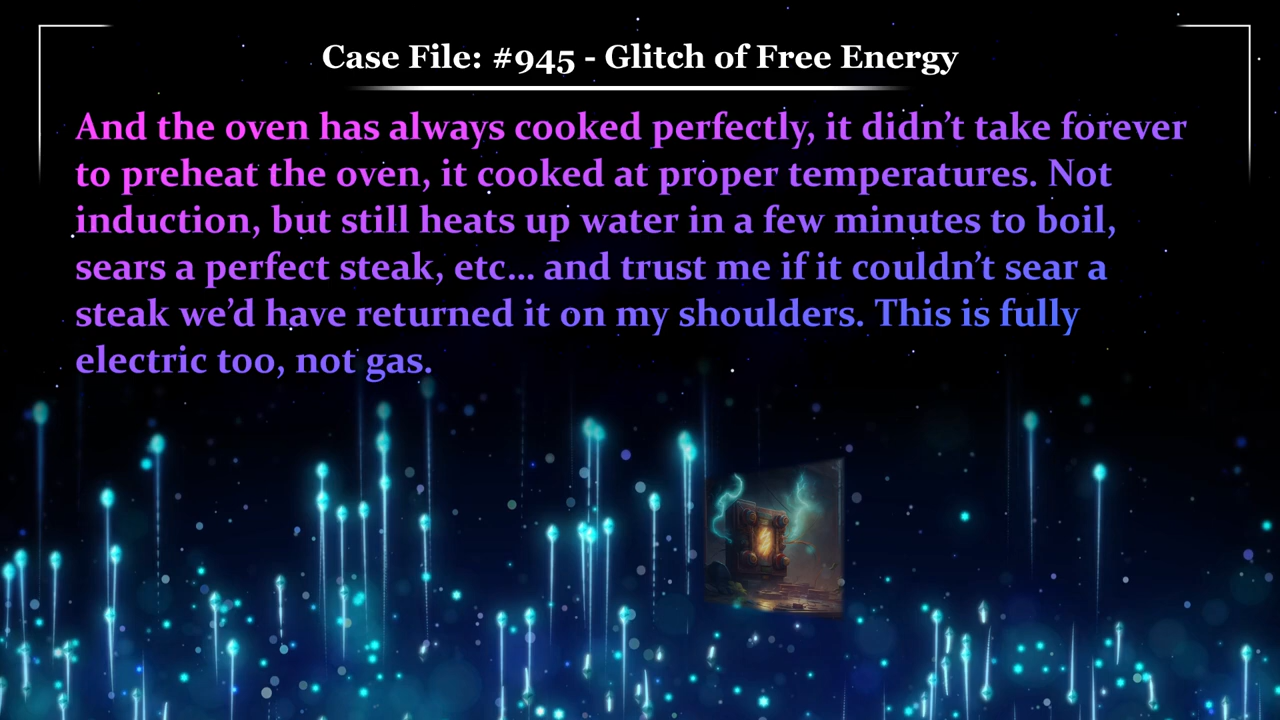 Case File: #945 - Glitch of Free Energy
And the oven has always cooked perfectly, it didn’t take forever
to preheat the oven, it cooked at proper temperatures. Not
induction, but still heats up water in a few minutes to boil,
sears a perfect steak, etc... and trust me if it couldn’t sear a
steak we’d have returned it on my shoulders. This is fully
electric too, not gas.